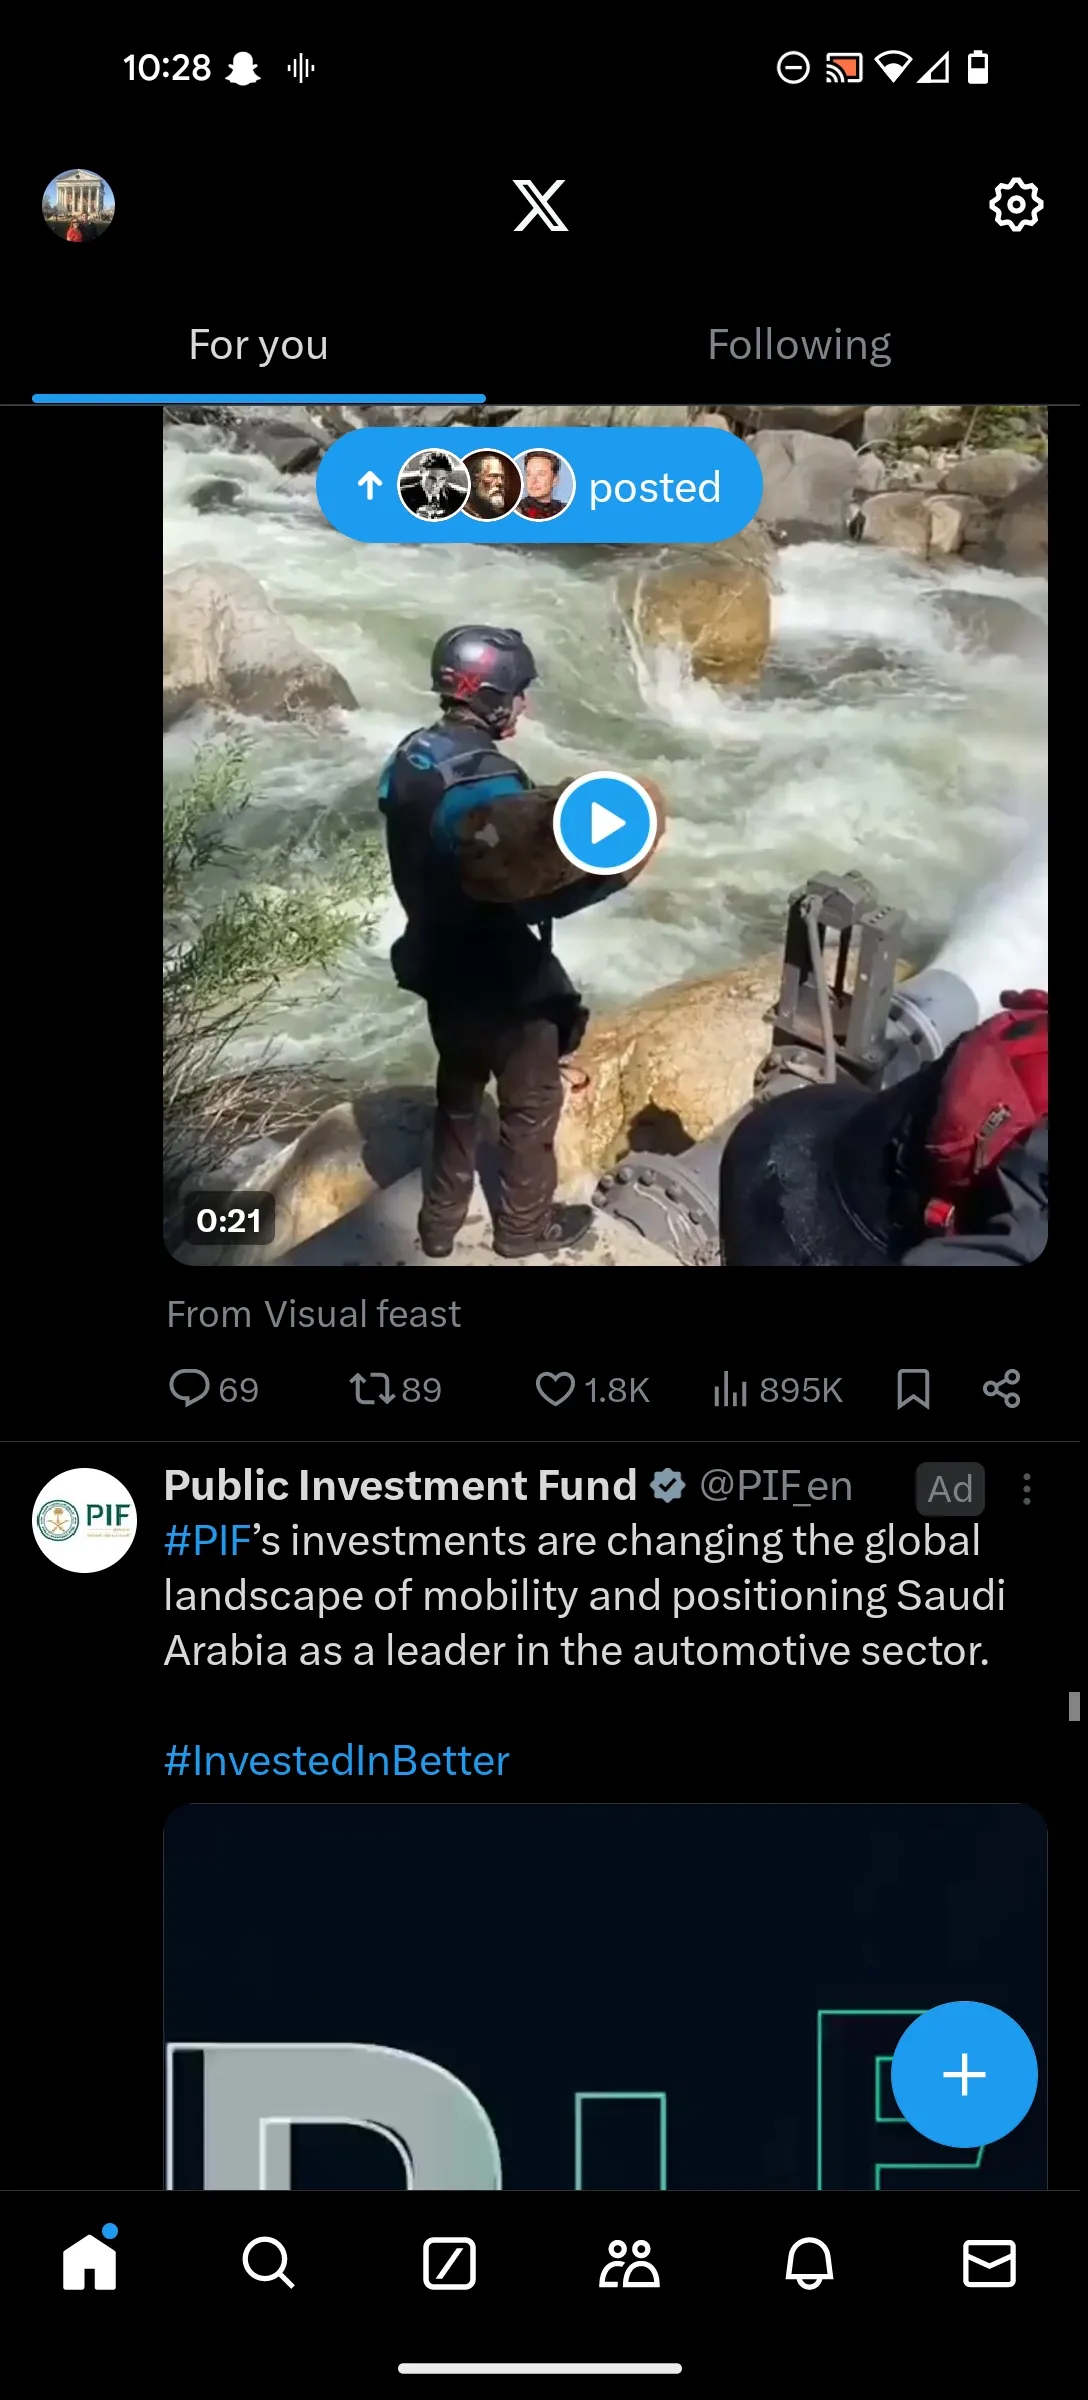 10:28
For you
Following
posted
0:21
From Visual feast
69
89
1.8K
895K
Public Investment Fund @PIF_en
Ad
PIF
#PIF’s investments are changing the global
landscape of mobility and positioning Saudi
Arabia as a leader in the automotive sector.
#InvestedInBetter